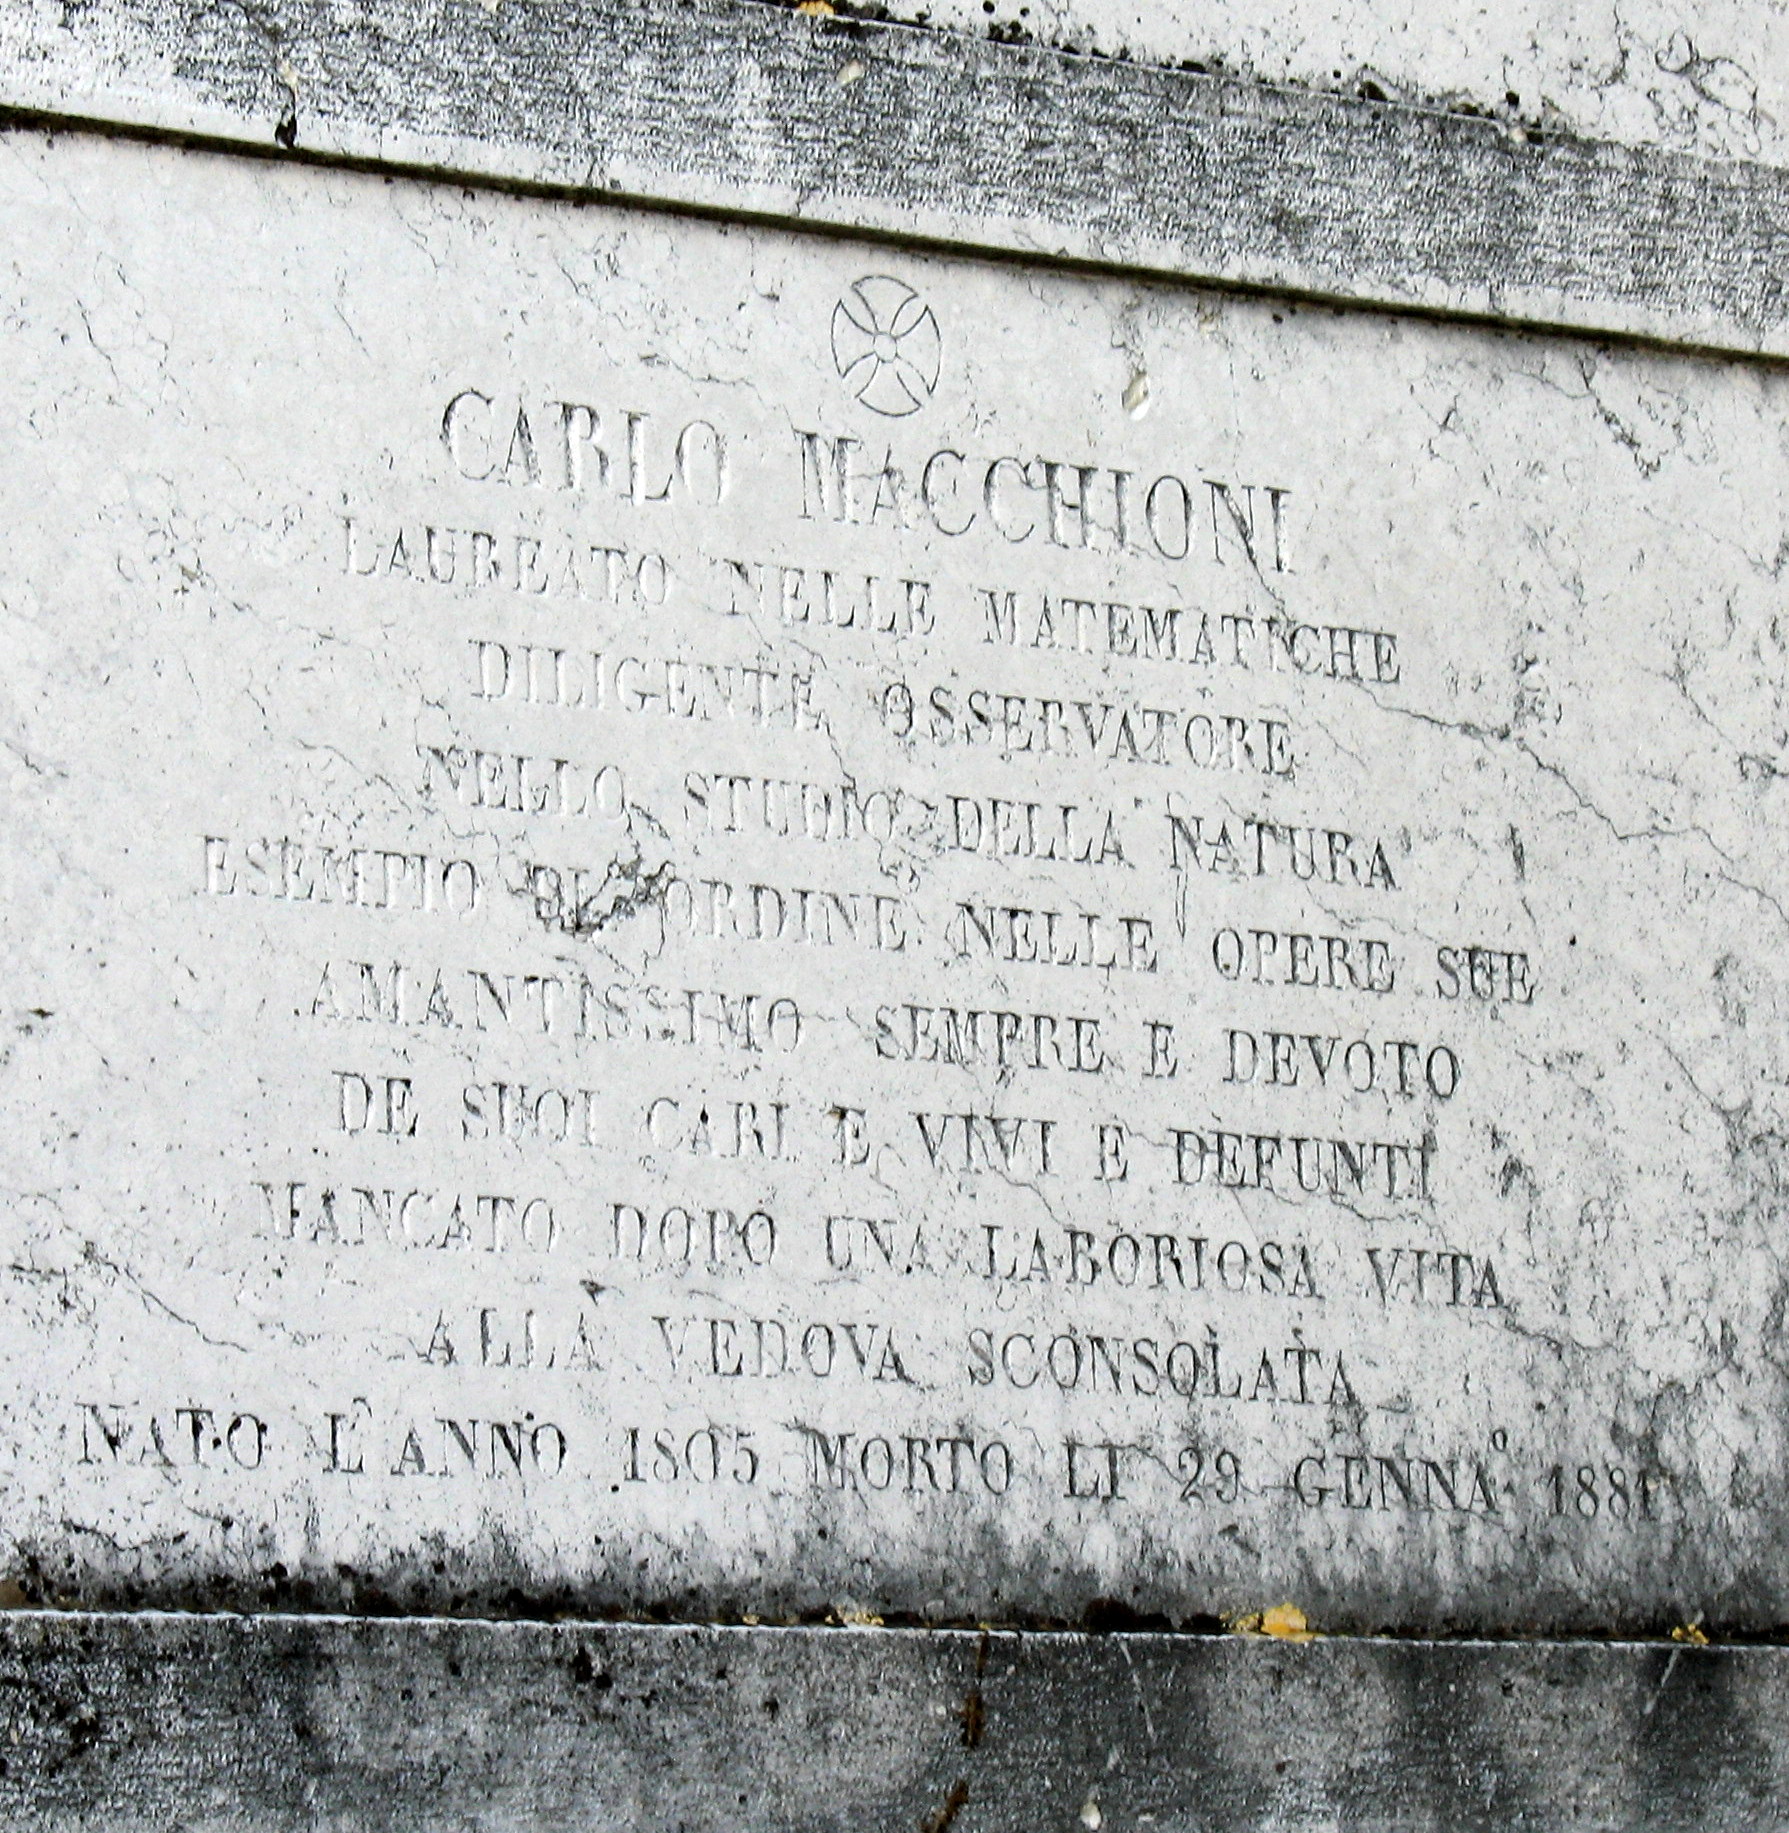 CARLO MACCHIONI
LAUREATO NELLE MATEMATICHE
DILIGENTE OSSERVATORE
NELLO STUDIO DELLA NATURA
ESEMPIO DI ORDINE NELLE OPERE SUE
AMANTISSIMO SEMPRE E DEVOTO
DE SUOI CARI E VIVI E DEFUNTI
MANCATO DOPO UNA LABORIOSA VITA
ALLA VEDOVA SCONSOLATA
NATO L'ANNO 1805 MORTO LI 29 GENNAº 1881